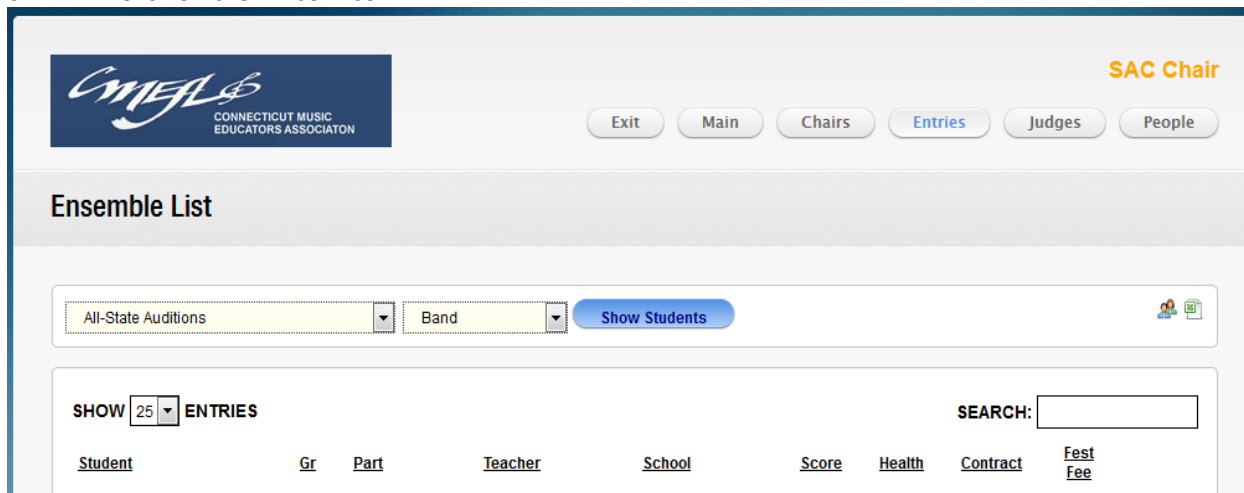 CMEA
CONNECTICUT MUSIC
EDUCATORS ASSOCIATON
SAC Chair
Exit Main Chairs Entries Judges People
Ensemble List
All-State Auditions Band Show Students
SHOW 25 ENTRIES SEARCH:
Student Gr Part Teacher School Score Health Contract Fest
Fee